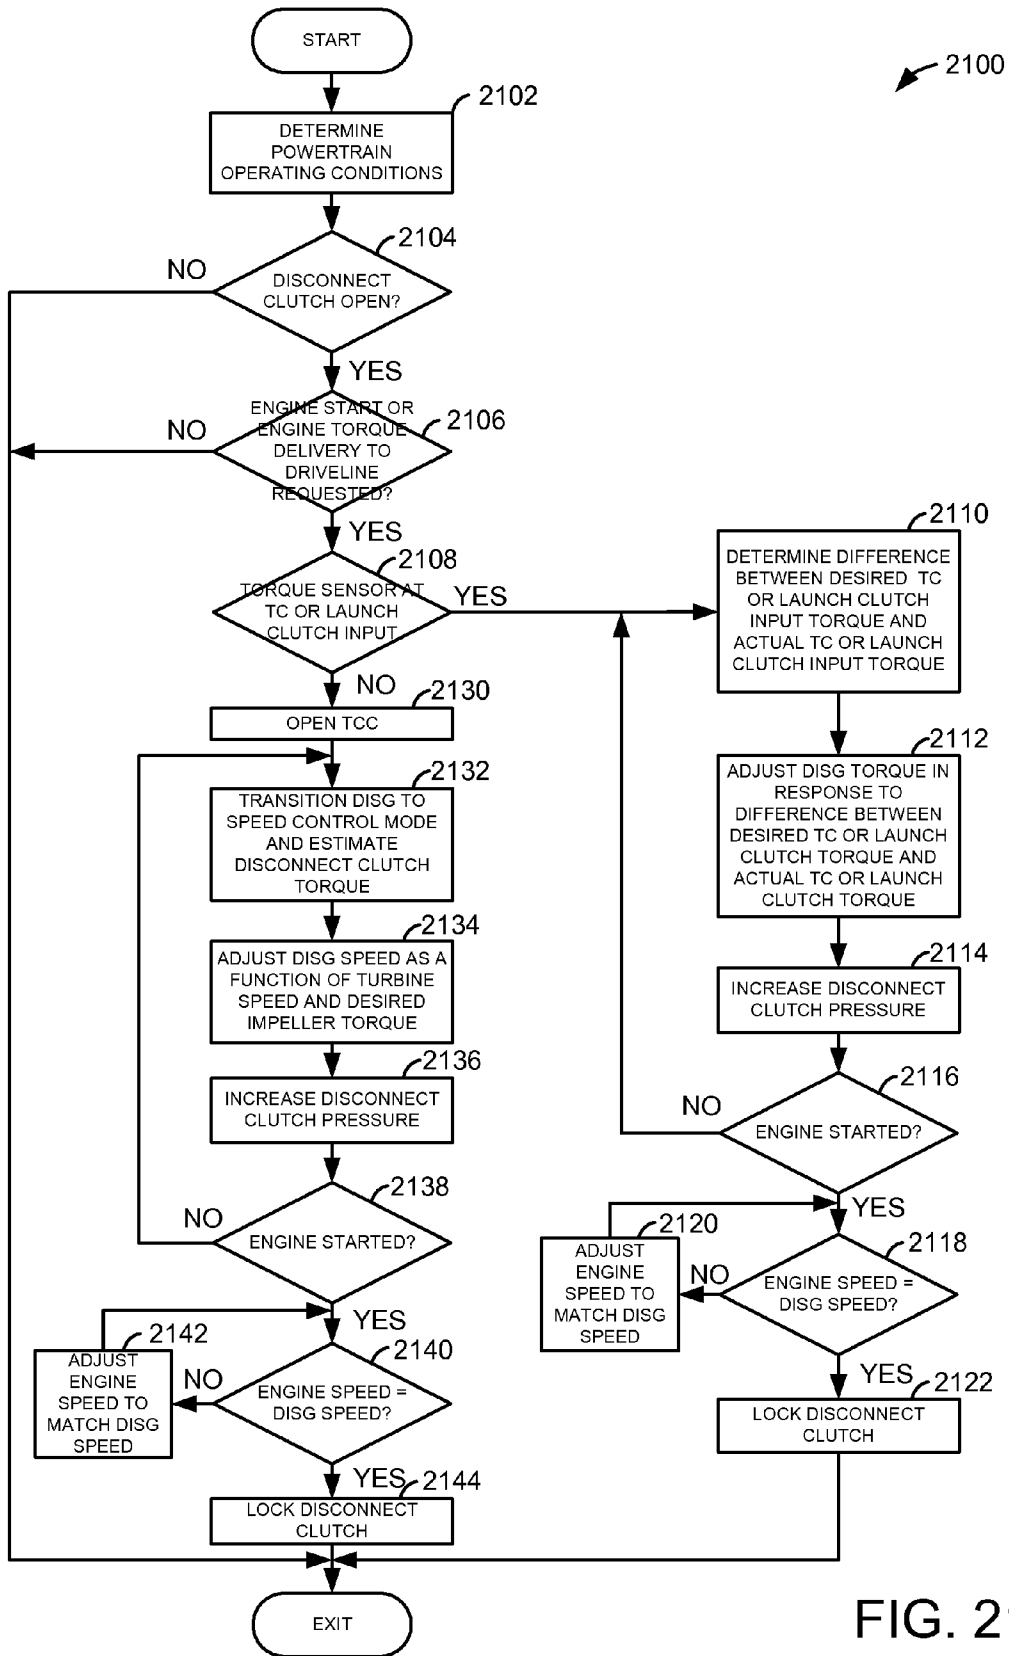 START
2100
2102
DETERMINE
POWERTRAIN
OPERATING CONDITIONS
2104
NO
DISCONNECT
CLUTCH OPEN?
YES
ENGINE START OR
ENGINE TORQUE
DELIVERY TO
DRIVELINE
REQUESTED?
2106
NO
YES
2108
TORQUE SENSOR AT
TC OR LAUNCH
CLUTCH INPUT
YES
NO
2110
DETERMINE DIFFERENCE
BETWEEN DESIRED TC
OR LAUNCH CLUTCH
INPUT TORQUE AND
ACTUAL TC OR LAUNCH
CLUTCH INPUT TORQUE
2130
OPEN TCC
2132
TRANSITION DISG TO
SPEED CONTROL MODE
AND ESTIMATE
DISCONNECT CLUTCH
TORQUE
2112
ADJUST DISG TORQUE IN
RESPONSE TO
DIFFERENCE BETWEEN
DESIRED TC OR LAUNCH
CLUTCH TORQUE AND
ACTUAL TC OR LAUNCH
CLUTCH TORQUE
2134
ADJUST DISG SPEED AS A
FUNCTION OF TURBINE
SPEED AND DESIRED
IMPELLER TORQUE
2114
INCREASE DISCONNECT
CLUTCH PRESSURE
2136
INCREASE DISCONNECT
CLUTCH PRESSURE
2116
NO
ENGINE STARTED?
YES
2138
NO
ENGINE STARTED?
YES
2120
ADJUST
ENGINE
SPEED TO
MATCH DISG
SPEED
2118
NO
ENGINE SPEED =
DISG SPEED?
YES
2142
ADJUST
ENGINE
SPEED TO
MATCH DISG
SPEED
2140
NO
ENGINE SPEED =
DISG SPEED?
YES
2122
LOCK DISCONNECT
CLUTCH
2144
LOCK DISCONNECT
CLUTCH
EXIT
FIG. 21